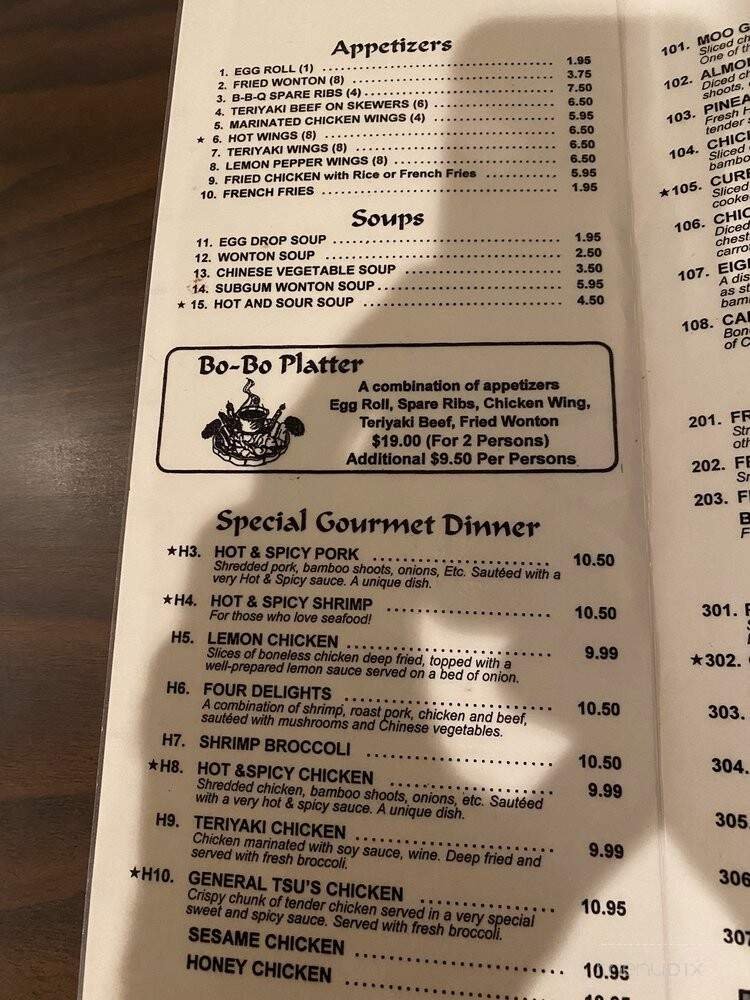 Appetizers
1. EGG ROLL (1) 1.95
2. FRIED WONTON (8) 3.75
3. B-B-Q SPARE RIBS (4) 7.50
4. TERIYAKI BEEF ON SKEWERS (6) 6.50
5. MARINATED CHICKEN WINGS (4) 5.95
★ 6. HOT WINGS (8) 6.50
7. TERIYAKI WINGS (8) 6.50
8. LEMON PEPPER WINGS (8) 6.50
9. FRIED CHICKEN with Rice or French Fries 5.95
10. FRENCH FRIES 1.95
Soups
11. EGG DROP SOUP 1.95
12. WONTON SOUP 2.50
13. CHINESE VEGETABLE SOUP 3.50
14. SUBGUM WONTON SOUP 5.95
★ 15. HOT AND SOUR SOUP 4.50
Bo-Bo Platter
A combination of appetizers
Egg Roll, Spare Ribs, Chicken Wing,
Teriyaki Beef, Fried Wonton
$19.00 (For 2 Persons)
Additional $9.50 Per Persons
Special Gourmet Dinner
★H3. HOT & SPICY PORK 10.50
Shredded pork, bamboo shoots, onions, Etc. Sautéed with a
very Hot & Spicy sauce. A unique dish.
★H4. HOT & SPICY SHRIMP 10.50
For those who love seafood!
H5. LEMON CHICKEN 9.99
Slices of boneless chicken deep fried, topped with a
well-prepared lemon sauce served on a bed of onion.
H6. FOUR DELIGHTS 10.50
A combination of shrimp, roast pork, chicken and beef,
sautéed with mushrooms and Chinese vegetables.
H7. SHRIMP BROCCOLI 10.50
★H8. HOT &SPICY CHICKEN 9.99
Shredded chicken, bamboo shoots, onions, etc. Sautéed
with a very hot & spicy sauce. A unique dish.
H9. TERIYAKI CHICKEN 9.99
Chicken marinated with soy sauce, wine. Deep fried and
served with fresh broccoli.
★H10. GENERAL TSU'S CHICKEN 10.95
Crispy chunk of tender chicken served in a very special
sweet and spicy sauce. Served with fresh broccoli.
SESAME CHICKEN 10.95
HONEY CHICKEN
101. MOO
Sliced
One of
102.
Diced
shoots,
103.
Fresh
tender
104.
Sliced
★105.
Sliced
106.
Diced
107.
A
as
108.
of
201.
202.
203.
301.
★302.
303.
304.
305.
306
307